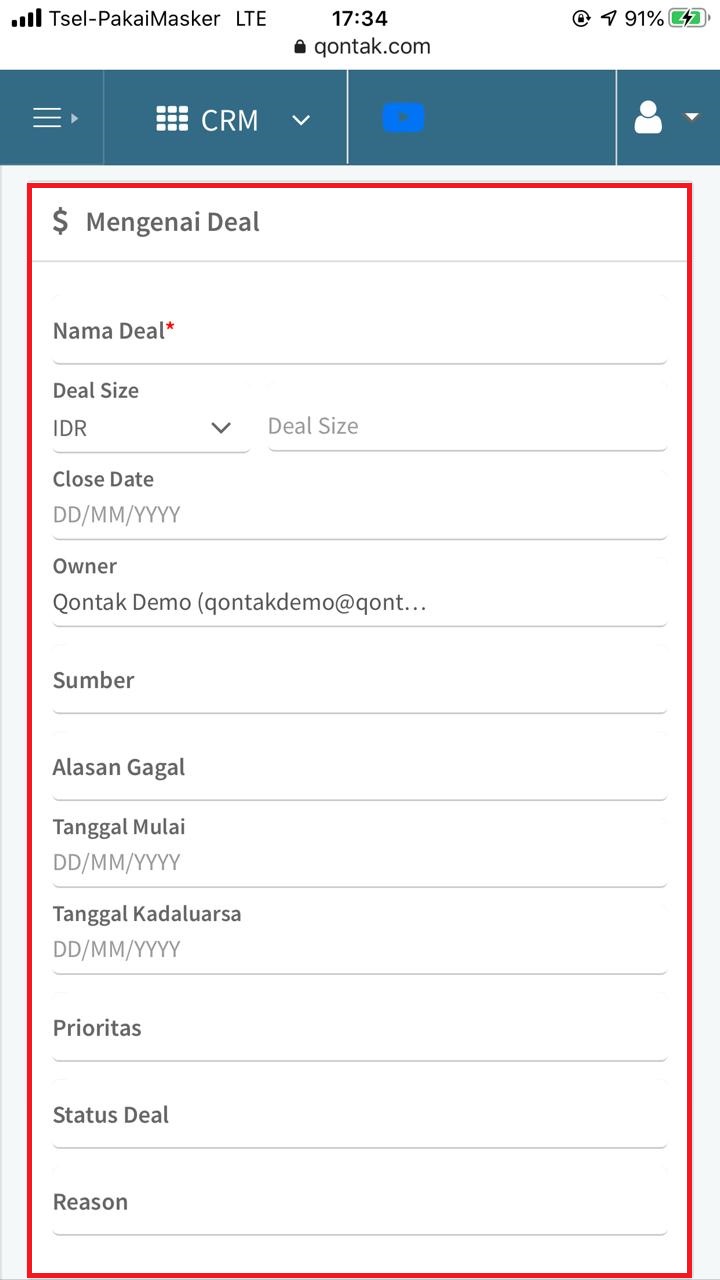 Tsel-PakaiMasker LTE 17:34 91%
qontak.com
CRM
$ Mengenai Deal
Nama Deal*
Deal Size
IDR Deal Size
Close Date
DD/MM/YYYY
Owner
Qontak Demo (qontakdemo@qont...
Sumber
Alasan Gagal
Tanggal Mulai
DD/MM/YYYY
Tanggal Kadaluarsa
DD/MM/YYYY
Prioritas
Status Deal
Reason